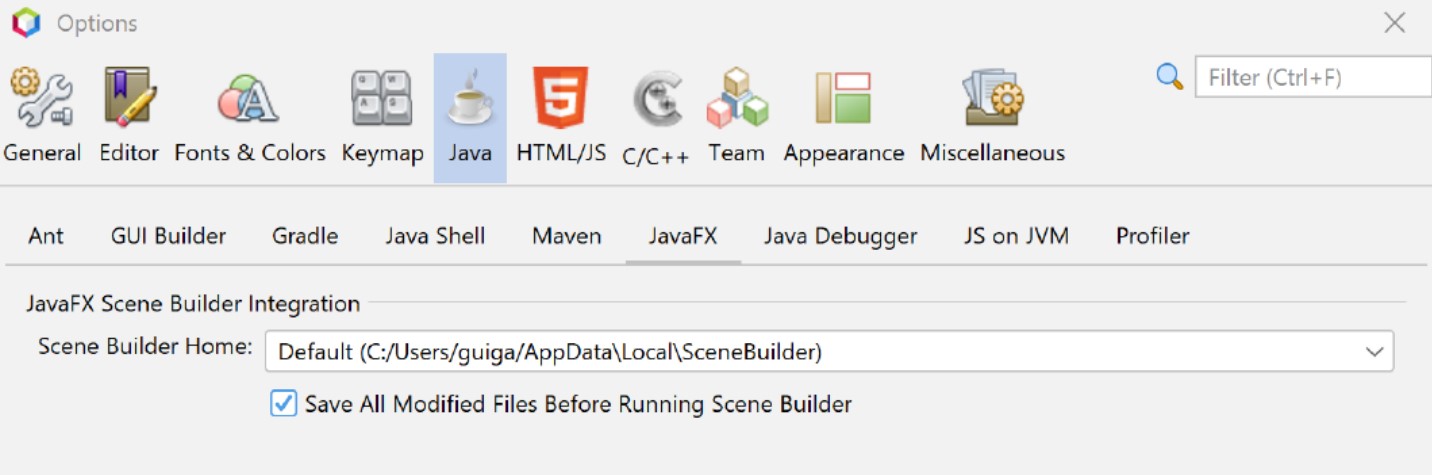 Options
Filter (Ctrl+F)
General Editor Fonts & Colors Keymap Java HTML/JS C/C++ Team Appearance Miscellaneous
Ant GUI Builder Gradle Java Shell Maven JavaFX Java Debugger JS on JVM Profiler
JavaFX Scene Builder Integration
Scene Builder Home: Default (C:/Users/guiga/AppData\Local\SceneBuilder)
Save All Modified Files Before Running Scene Builder